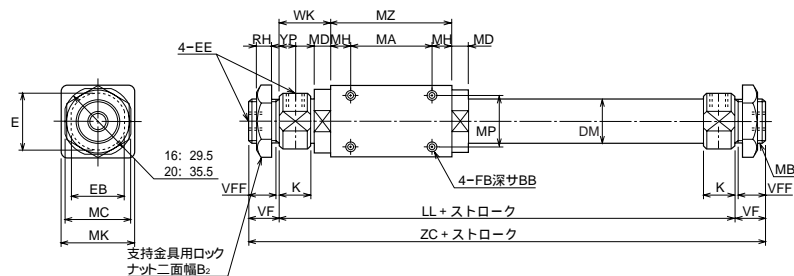 WK MZ
RH YP MD MH MA MH MD
4-EE
E
MP
DM
16: 29.5
20: 35.5
4-FB深サBB
MB
EB
VFF K K VFF
MC
VF LL + ストローク VF
MK
ZC + ストローク
支持金具用ロック
ナット二面幅B₂